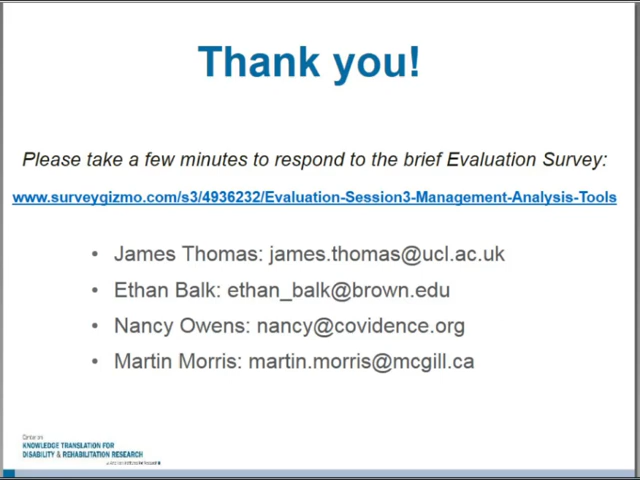 Thank you!
Please take a few minutes to respond to the brief Evaluation Survey:
www.surveygizmo.com/s3/4936232/Evaluation-Session3-Management-Analysis-Tools
• James Thomas: james.thomas@ucl.ac.uk
• Ethan Balk: ethan_balk@brown.edu
• Nancy Owens: nancy@covidence.org
• Martin Morris: martin.morris@mcgill.ca
Center on
KNOWLEDGE TRANSLATION FOR
DISABILITY & REHABILITATION RESEARCH